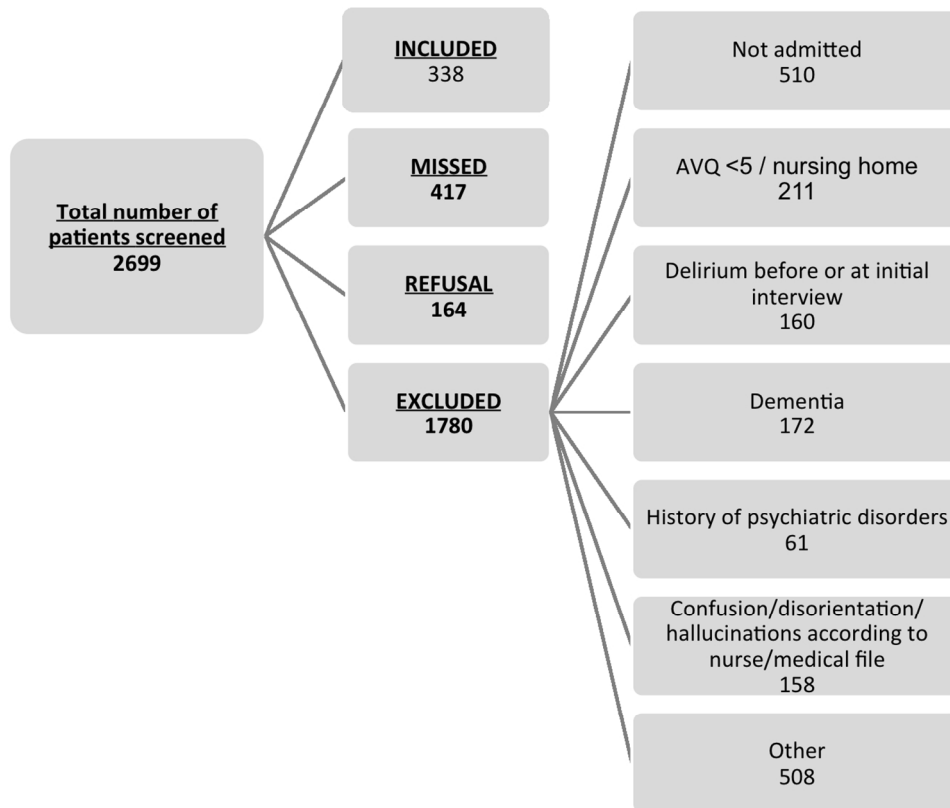 Total number of
patients screened
2699
INCLUDED
338
MISSED
417
REFUSAL
164
EXCLUDED
1780
Not admitted
510
AVQ <5 / nursing home
211
Delirium before or at initial
interview
160
Dementia
172
History of psychiatric disorders
61
Confusion/disorientation/
hallucinations according to
nurse/medical file
158
Other
508